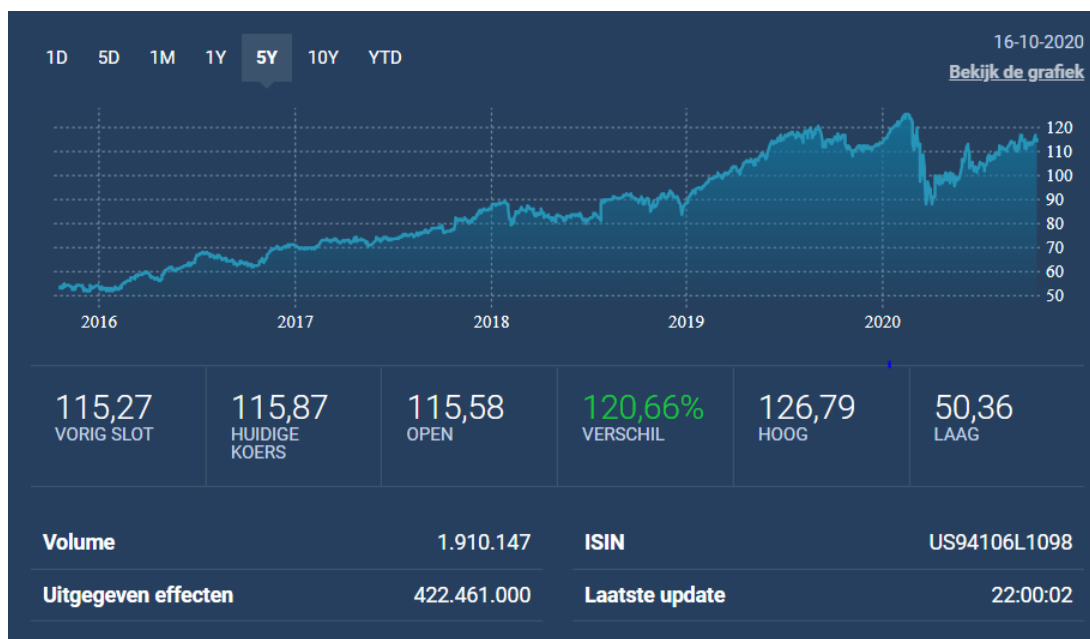 16-10-2020
1D 5D 1M 1Y 5Y 10Y YTD
Bekijk de grafiek
120
110
100
90
80
70
60
50
2016 2017 2018 2019 2020
115,27 115,87 115,58 120,66% 126,79 50,36
VORIG SLOT HUIDIGE OPEN VERSCHIL HOOG LAAG
KOERS
Volume 1.910.147 ISIN US94106L1098
Uitgegeven effecten 422.461.000 Laatste update 22:00:02